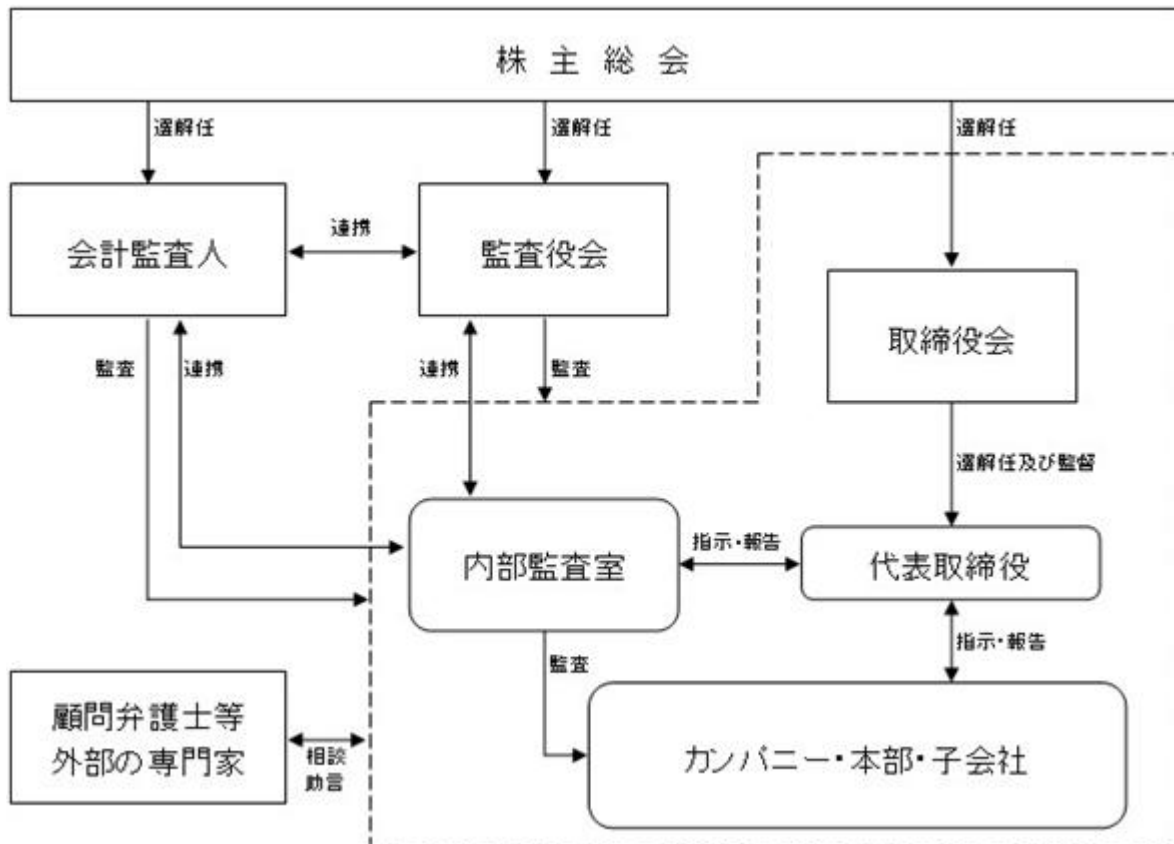 株主総会
選解任
選解任
選解任
会計監査人
連携
監査役会
取締役会
監査
連携
連携
監査
選解任及び監督
内部監査室
指示・報告
代表取締役
監査
指示・報告
顧問弁護士等
外部の専門家
相談
助言
カンパニー・本部・子会社